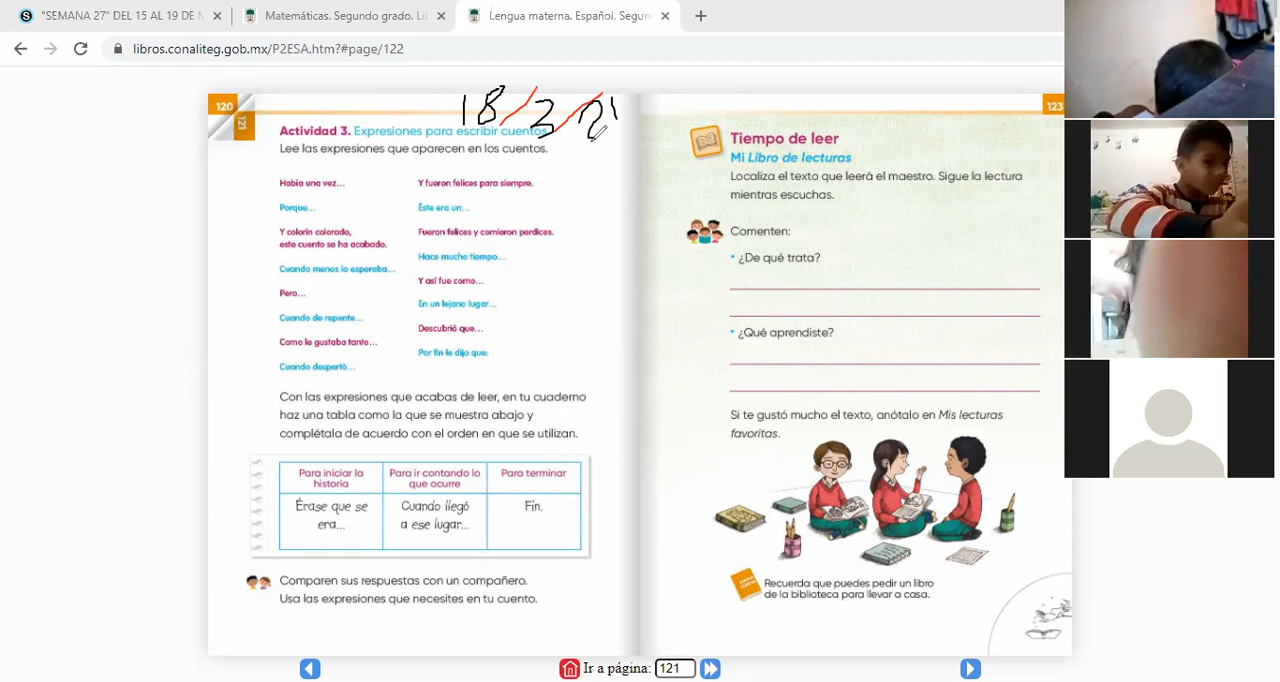 "SEMANA 27" DEL 15 AL 19 DE M
Matemáticas. Segundo grado. Li
Lengua materna. Español. Segun
libros.conaliteg.gob.mx/P2ESA.htm?#page/122
120
121
18/2/21
Actividad 3. Expresiones para escribir cuentos
Lee las expresiones que aparecen en los cuentos.
Había una vez...
Porque...
Y colorín colorado,
este cuento se ha acabado.
Cuando menos lo esperaba...
Pero...
Cuando de repente...
Como le gustaba tanto...
Cuando despertó...
Y fueron felices para siempre.
Éste era un...
Fueron felices y comieron perdices.
Hace mucho tiempo...
Y así fue como...
En un lejano lugar...
Descubrió que...
Por fin le dijo que:
Con las expresiones que acabas de leer, en tu cuaderno
haz una tabla como la que se muestra abajo y
complétala de acuerdo con el orden en que se utilizan.
Para iniciar la
historia
Para ir contando lo
que ocurre
Para terminar
Érase que se
era...
Cuando llegó
a ese lugar...
Fin.
Comparen sus respuestas con un compañero.
Usa las expresiones que necesites en tu cuento.
123
Tiempo de leer
Mi Libro de lecturas
Localiza el texto que leerá el maestro. Sigue la lectura
mientras escuchas.
Comenten:
• ¿De qué trata?
• ¿Qué aprendiste?
Si te gustó mucho el texto, anótalo en Mis lecturas
favoritas.
Recuerda que puedes pedir un libro
de la biblioteca para llevar a casa.
Ir a página: 121